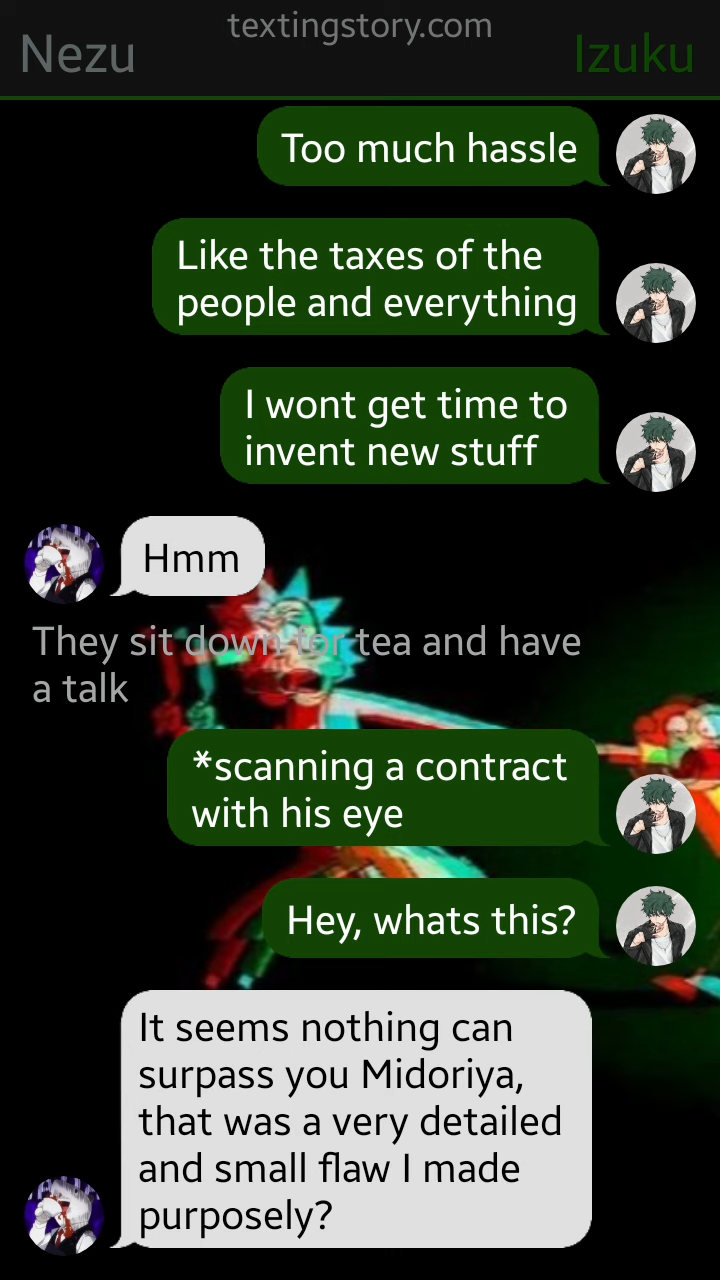 textingstory.com
Nezu
Izuku
Too much hassle
Like the taxes of the
people and everything
I wont get time to
invent new stuff
Hmm
They sit down for tea and have
a talk
*scanning a contract
with his eye
Hey, whats this?
It seems nothing can
surpass you Midoriya,
that was a very detailed
and small flaw I made
purposely?